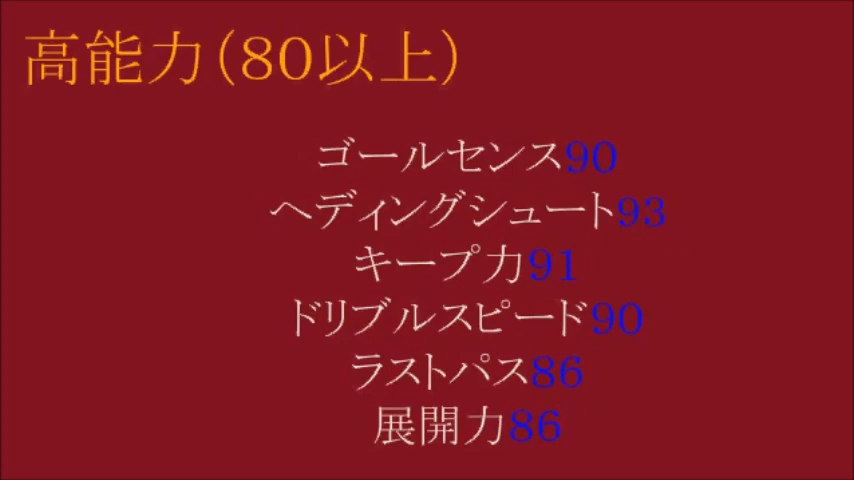 高能力（80以上）
ゴールセンス90
ヘディングシュート93
キープ力91
ドリブルスピード90
ラストパス86
展開力86